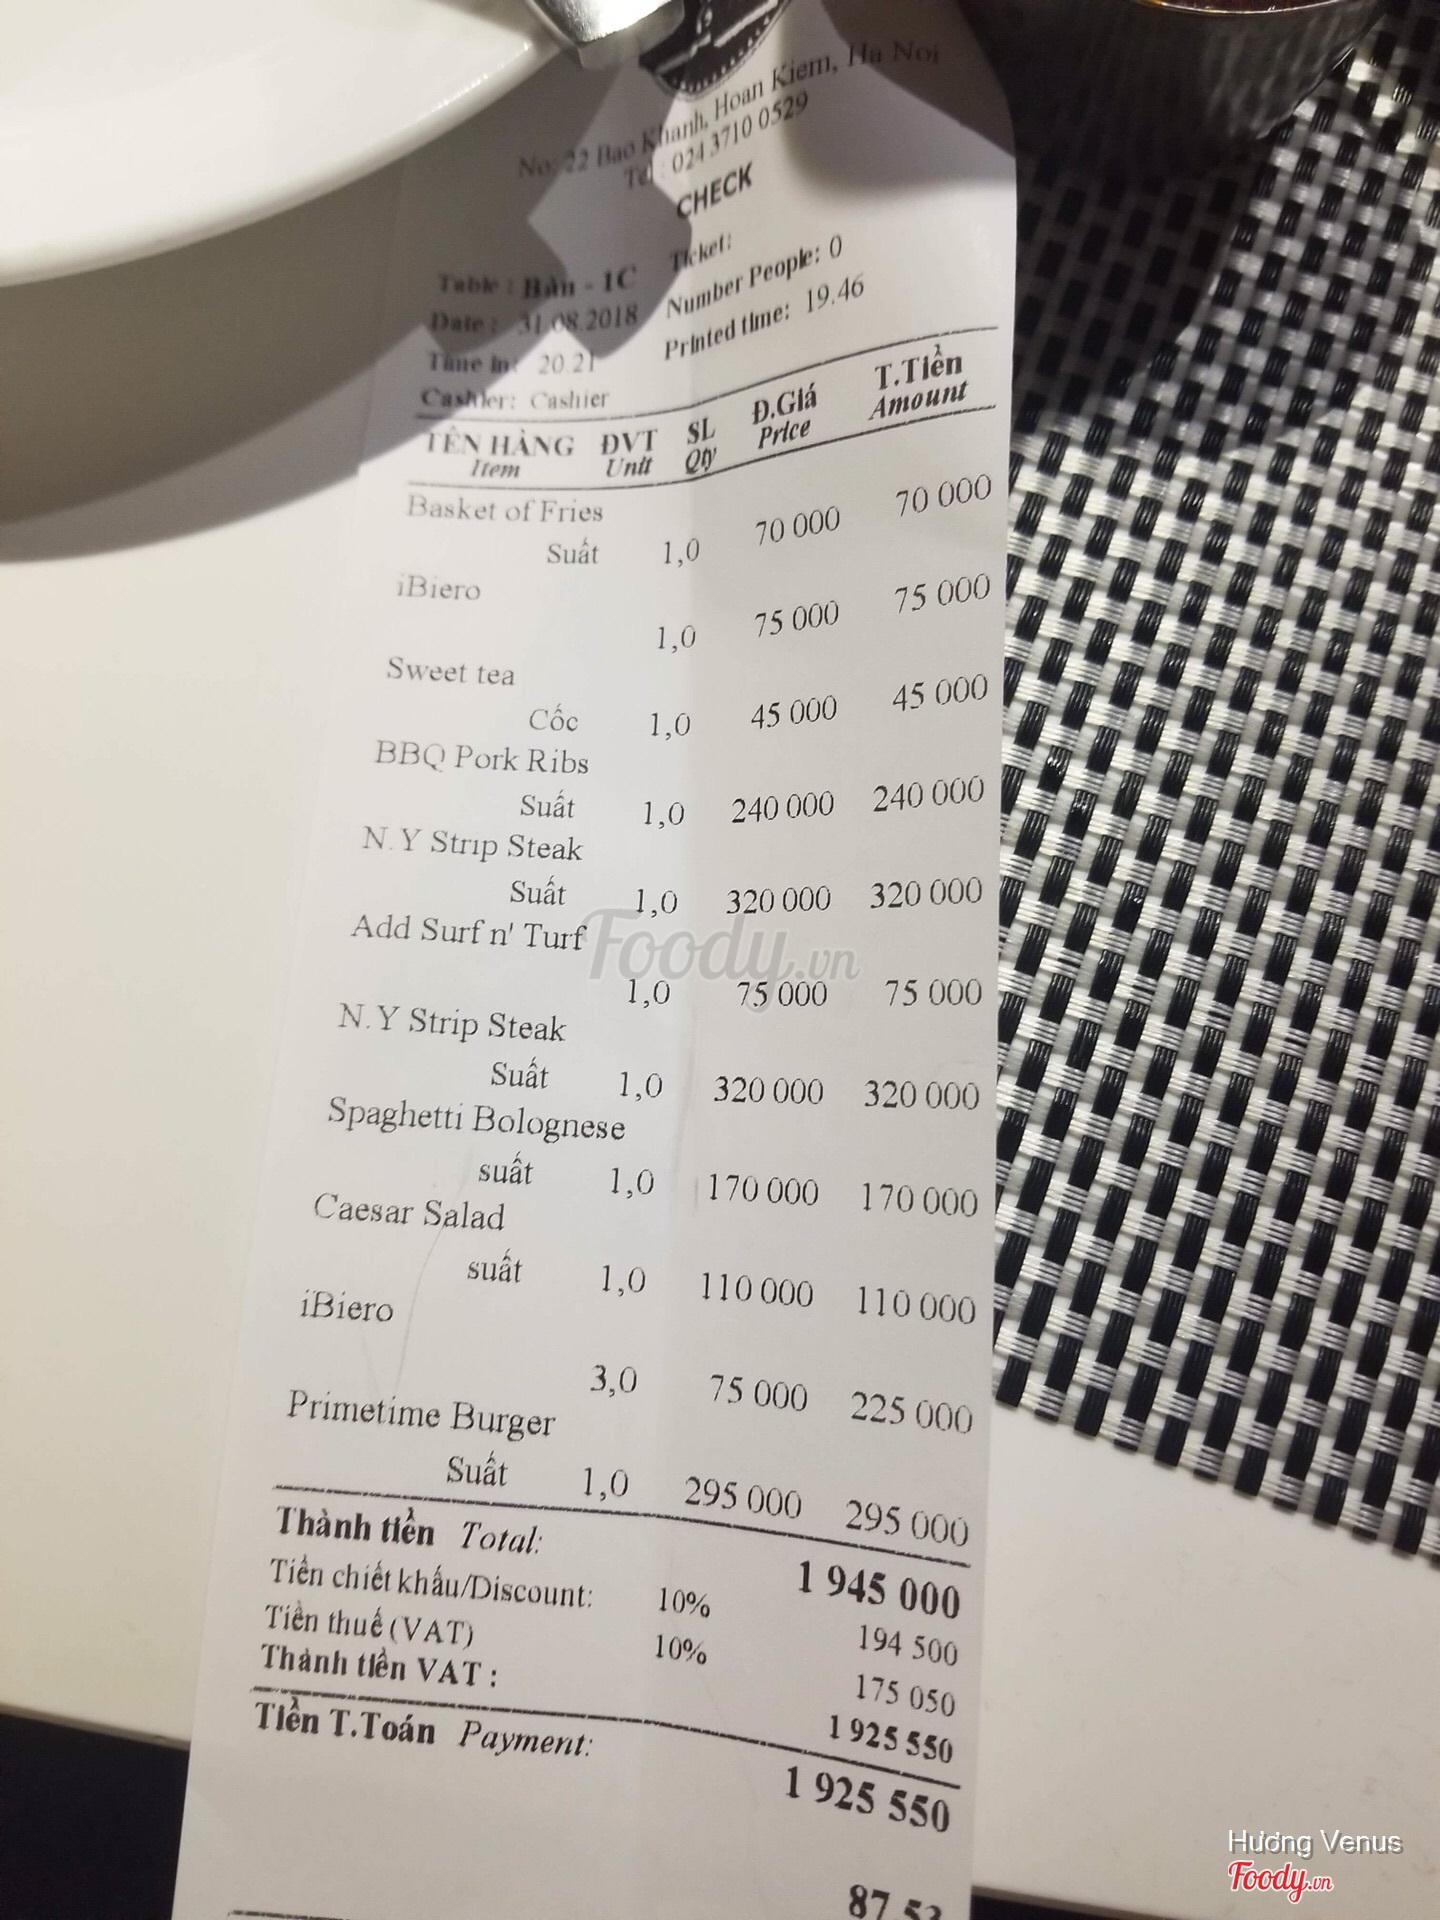 No: 22 Bao Khanh, Hoan Kiem, Ha Noi
Tel : 024 3710 0529
CHECK
Ticket:
Table : Bàn - 1C Number People: 0
Date : 31.08.2018 Printed time: 19.46
Time in: 20.21
Cashier: Cashier
TÊN HÀNG ĐVT SL Đ.Giá T.Tiền
Item Unit Qty Price Amount
Basket of Fries
Suất 1,0 70 000 70 000
iBiero
1,0 75 000 75 000
Sweet tea
Cốc 1,0 45 000 45 000
BBQ Pork Ribs
Suất 1,0 240 000 240 000
N.Y Strip Steak
Suất 1,0 320 000 320 000
Add Surf n' Turf
1,0 75 000 75 000
N.Y Strip Steak
Suất 1,0 320 000 320 000
Spaghetti Bolognese
suất 1,0 170 000 170 000
Caesar Salad
suất 1,0 110 000 110 000
iBiero
3,0 75 000 225 000
Primetime Burger
Suất 1,0 295 000 295 000
Thành tiền Total: 1 945 000
Tiền chiết khấu/Discount: 10% 194 500
Tiền thuế (VAT) 10% 175 050
Thành tiền VAT : 1 925 550
Tiền T.Toán Payment: 1 925 550
Foody.vn
Hương Venus
Foody.vn